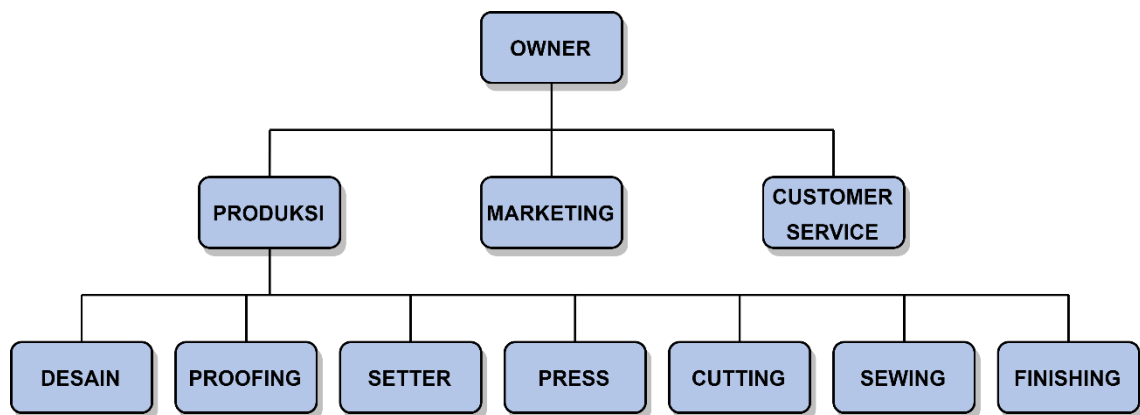 OWNER
PRODUKSI
MARKETING
CUSTOMER
SERVICE
DESAIN
PROOFING
SETTER
PRESS
CUTTING
SEWING
FINISHING